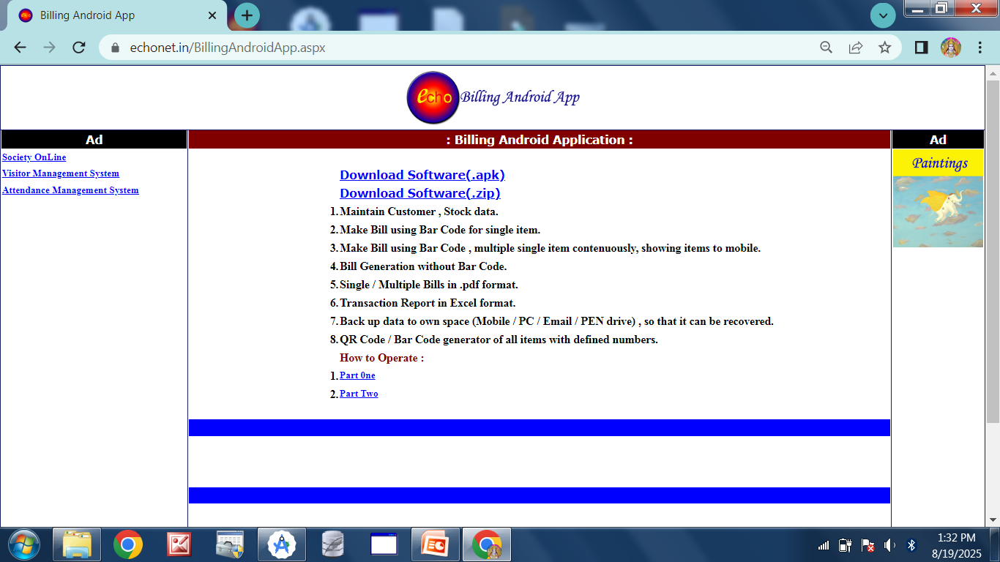 Billing Android App
echonet.in/BillingAndroidApp.aspx
echo Billing Android App
Ad
Society OnLine
Visitor Management System
Attendance Management System
: Billing Android Application :
Download Software(.apk)
Download Software(.zip)
1. Maintain Customer , Stock data.
2. Make Bill using Bar Code for single item.
3. Make Bill using Bar Code , multiple single item contenuously, showing items to mobile.
4. Bill Generation without Bar Code.
5. Single / Multiple Bills in .pdf format.
6. Transaction Report in Excel format.
7. Back up data to own space (Mobile / PC / Email / PEN drive) , so that it can be recovered.
8. QR Code / Bar Code generator of all items with defined numbers.
How to Operate :
1. Part 0ne
2. Part Two
Ad
Paintings
1:32 PM
8/19/2025